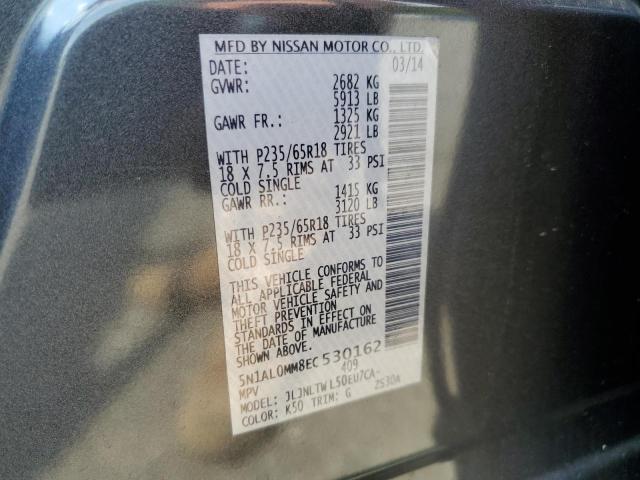 MFD BY NISSAN MOTOR CO., LTD.
DATE: 03/14
GVWR: 2682 KG
5913 LB
GAWR FR.: 1325 KG
2921 LB
WITH P235/65R18 TIRES
18 X 7.5 RIMS AT 33 PSI
COLD SINGLE
GAWR RR.: 1415 KG
3120 LB
WITH P235/65R18 TIRES
18 X 7.5 RIMS AT 33 PSI
COLD SINGLE
THIS VEHICLE CONFORMS TO
ALL APPLICABLE FEDERAL
MOTOR VEHICLE SAFETY AND
THEFT PREVENTION
STANDARDS IN EFFECT ON
THE DATE OF MANUFACTURE
SHOWN ABOVE.
5N1AL0MM8EC530162
MPV 409
MODEL: JLJNLTWL50EU7CA-
ZS30A
COLOR: K50 TRIM: G